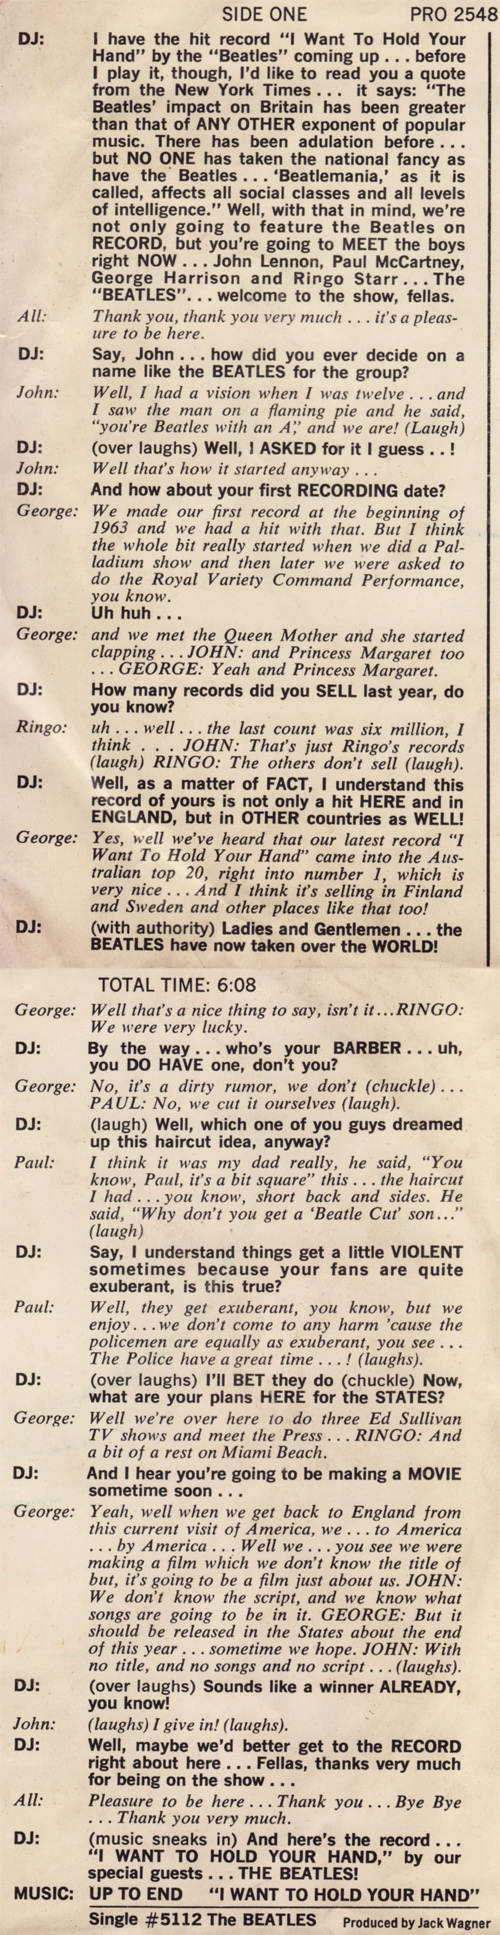 SIDE ONE PRO 2548
DJ: I have the hit record “I Want To Hold Your
Hand” by the “Beatles” coming up . . . before
I play it, though, I’d like to read you a quote
from the New York Times . . . it says: “The
Beatles’ impact on Britain has been greater
than that of ANY OTHER exponent of popular
music. There has been adulation before . . .
but NO ONE has taken the national fancy as
have the Beatles . . . ‘Beatlemania,’ as it is
called, affects all social classes and all levels
of intelligence.” Well, with that in mind, we’re
not only going to feature the Beatles on
RECORD, but you’re going to MEET the boys
right NOW . . . John Lennon, Paul McCartney,
George Harrison and Ringo Starr . . . The
“BEATLES”. . . welcome to the show, fellas.
All: Thank you, thank you very much . . . it’s a pleas-
ure to be here.
DJ: Say, John . . . how did you ever decide on a
name like the BEATLES for the group?
John: Well, I had a vision when I was twelve . . . and
I saw the man on a flaming pie and he said,
“you’re Beatles with an A,” and we are! (Laugh)
DJ: (over laughs) Well, I ASKED for it I guess . . !
John: Well that’s how it started anyway . . .
DJ: And how about your first RECORDING date?
George: We made our first record at the beginning of
1963 and we had a hit with that. But I think
the whole bit really started when we did a Pal-
ladium show and then later we were asked to
do the Royal Variety Command Performance,
you know.
DJ: Uh huh . . .
George: and we met the Queen Mother and she started
clapping . . . JOHN: and Princess Margaret too
. . . GEORGE: Yeah and Princess Margaret.
DJ: How many records did you SELL last year, do
you know?
Ringo: uh . . . well . . . the last count was six million, I
think . . . JOHN: That’s just Ringo’s records
(laugh) RINGO: The others don’t sell (laugh).
DJ: Well, as a matter of FACT, I understand this
record of yours is not only a hit HERE and in
ENGLAND, but in OTHER countries as WELL!
George: Yes, well we’ve heard that our latest record “I
Want To Hold Your Hand” came into the Aus-
tralian top 20, right into number 1, which is
very nice . . . And I think it’s selling in Finland
and Sweden and other places like that too!
DJ: (with authority) Ladies and Gentlemen . . . the
BEATLES have now taken over the WORLD!
TOTAL TIME: 6:08
George: Well that’s a nice thing to say, isn’t it...RINGO:
We were very lucky.
DJ: By the way . . . who’s your BARBER . . . uh,
you DO HAVE one, don’t you?
George: No, it’s a dirty rumor, we don’t (chuckle) . . .
PAUL: No, we cut it ourselves (laugh).
DJ: (laugh) Well, which one of you guys dreamed
up this haircut idea, anyway?
Paul: I think it was my dad really, he said, “You
know, Paul, it’s a bit square” this . . . the haircut
I had . . . you know, short back and sides. He
said, “Why don’t you get a ‘Beatle Cut’ son...”
(laugh)
DJ: Say, I understand things get a little VIOLENT
sometimes because your fans are quite
exuberant, is this true?
Paul: Well, they get exuberant, you know, but we
enjoy . . . we don’t come to any harm ’cause the
policemen are equally as exuberant, you see . . .
The Police have a great time . . . ! (laughs).
DJ: (over laughs) I’ll BET they do (chuckle) Now,
what are your plans HERE for the STATES?
George: Well we’re over here to do three Ed Sullivan
TV shows and meet the Press . . . RINGO: And
a bit of a rest on Miami Beach.
DJ: And I hear you’re going to be making a MOVIE
sometime soon . . .
George: Yeah, well when we get back to England from
this current visit of America, we . . . to America
. . . by America . . . Well we . . . you see we were
making a film which we don’t know the title of
but, it’s going to be a film just about us. JOHN:
We don’t know the script, and we know what
songs are going to be in it. GEORGE: But it
should be released in the States about the end
of this year . . . sometime we hope. JOHN: With
no title, and no songs and no script . . . (laughs).
DJ: (over laughs) Sounds like a winner ALREADY,
you know!
John: (laughs) I give in! (laughs).
DJ: Well, maybe we’d better get to the RECORD
right about here . . . Fellas, thanks very much
for being on the show . . .
All: Pleasure to be here . . . Thank you . . . Bye Bye
. . . Thank you very much.
DJ: (music sneaks in) And here’s the record . . .
“I WANT TO HOLD YOUR HAND,” by our
special guests . . . THE BEATLES!
MUSIC: UP TO END “I WANT TO HOLD YOUR HAND”
Single #5112 The BEATLES Produced by Jack Wagner